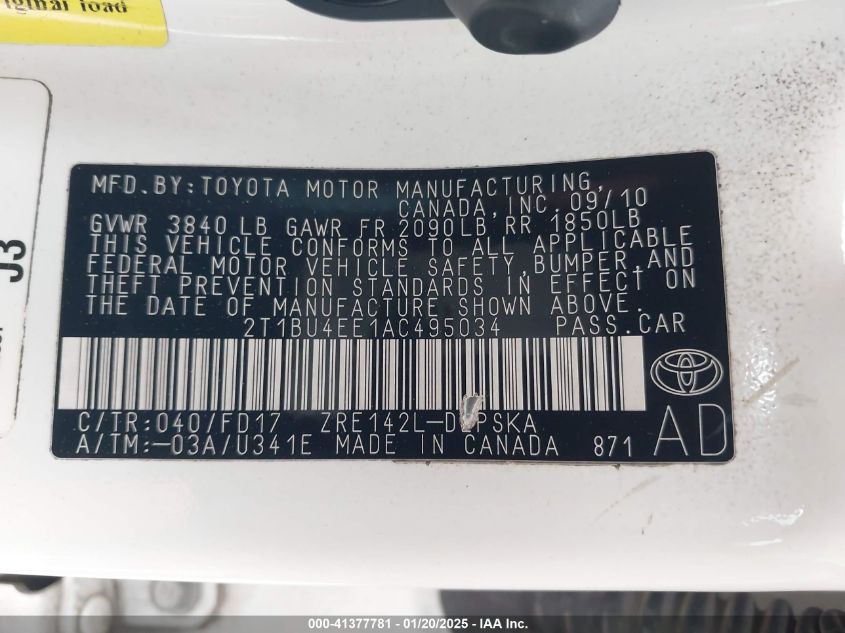 iginal load
J3
MFD. BY: TOYOTA MOTOR MANUFACTURING,
CANADA, INC. 09/10
GVWR 3840 LB GAWR FR 2090LB RR 1850LB
THIS VEHICLE CONFORMS TO ALL APPLICABLE
FEDERAL MOTOR VEHICLE SAFETY, BUMPER, AND
THEFT PREVENTION STANDARDS IN EFFECT ON
THE DATE OF MANUFACTURE SHOWN ABOVE.
2T1BU4EE1AC495034 PASS. CAR
C/TR: 040/FD17 ZRE142L-D PSKA
A/TM: -03A/U341E MADE IN CANADA 871
AD
000-41377781 - 01/20/2025 - IAA Inc.